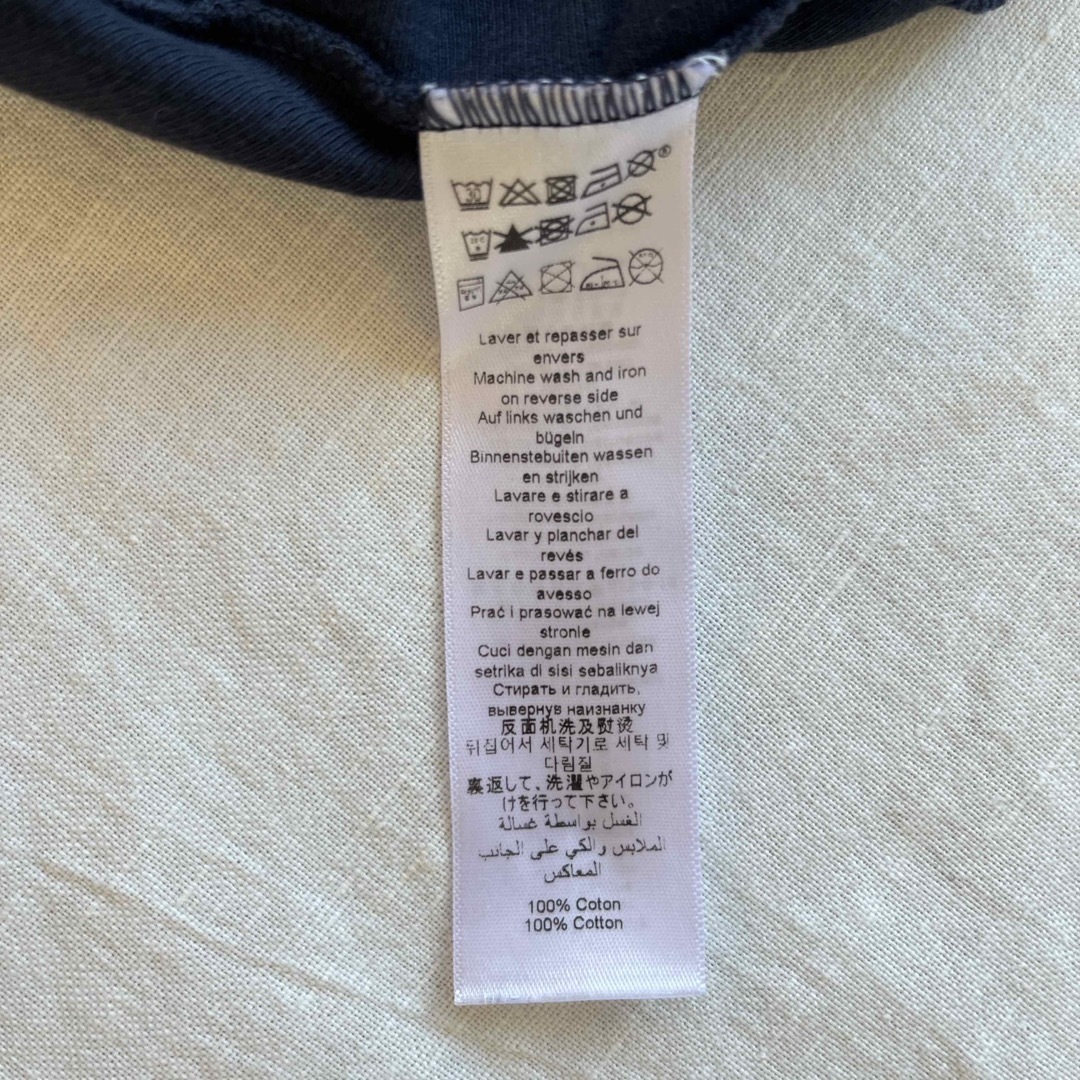 Laver et repasser sur
envers
Machine wash and iron
on reverse side
Auf links waschen und
bügeln
Binnenstebuiten wassen
en strijken
Lavare e stirare a
rovescio
Lavar y planchar del
revés
Lavar e passar a ferro do
avesso
Prać i prasować na lewej
stronie
Cuci dengan mesin dan
setrika di sisi sebaliknya
Стирать и гладить,
вывернув наизнанку
反面机洗及熨烫
뒤집어서 세탁기로 세탁 및
다림질
裏返して、洗濯やアイロンが
けを行って下さい。
الغسل بواسطة غسالة
الملابس والكي على الجانب
المعاكس
100% Coton
100% Cotton